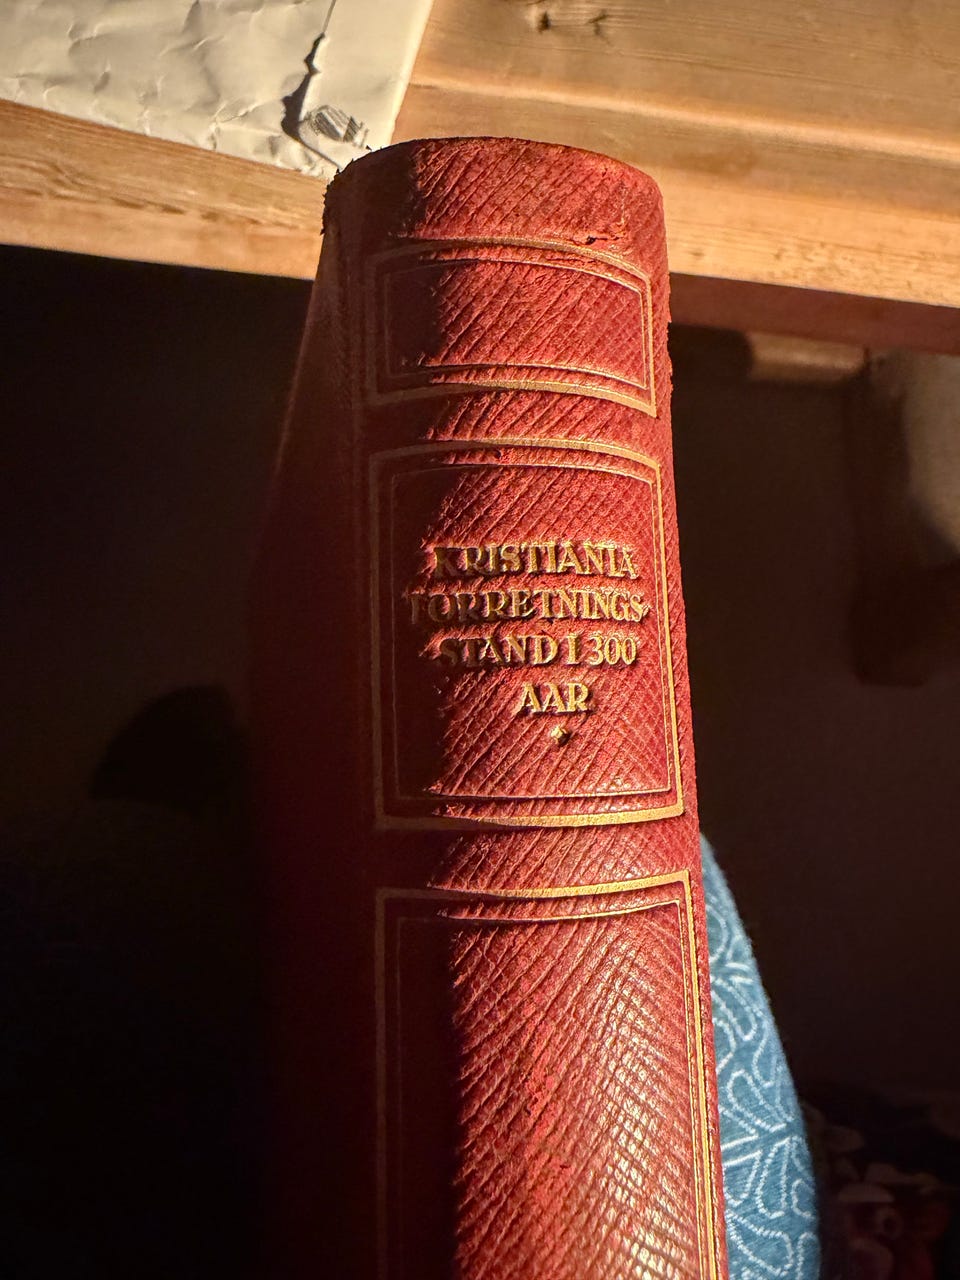 KRISTIANIA
FORRETNINGS-
STAND I 300
AAR